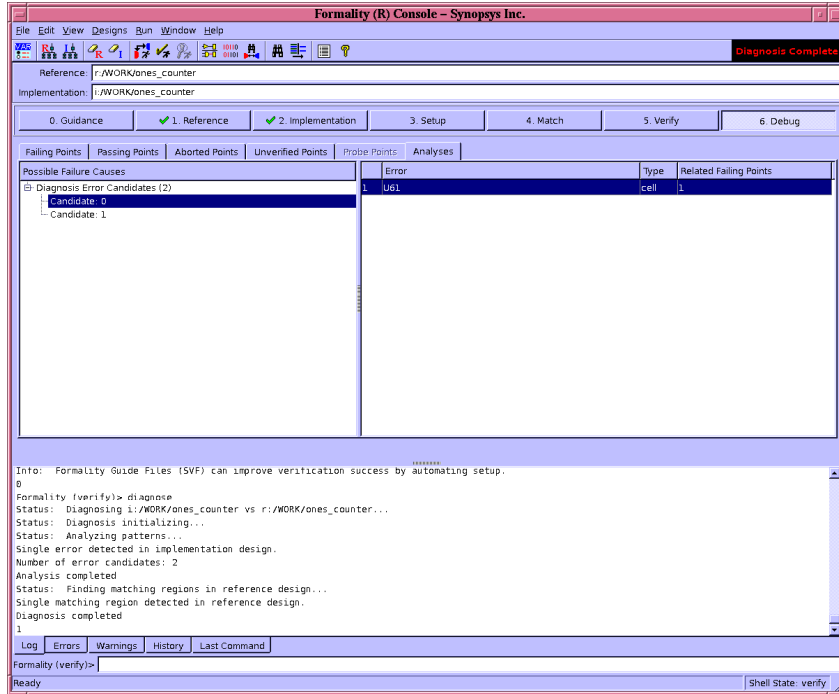 Formality (R) Console – Synopsys Inc.
File Edit View Designs Run Window Help
Diagnosis Complete
Reference: r:/WORK/ones_counter
Implementation: i:/WORK/ones_counter
0. Guidance 1. Reference 2. Implementation 3. Setup 4. Match 5. Verify 6. Debug
Failing Points Passing Points Aborted Points Unverified Points Probe Points Analyses
Possible Failure Causes Error Type Related Failing Points
Diagnosis Error Candidates (2) 1 U61 cell 1
Candidate: 0
Candidate: 1
Info: Formality Guide Files (SVF) can improve verification success by automating setup.
0
Formality (verify)> diagnose
Status: Diagnosing i:/WORK/ones_counter vs r:/WORK/ones_counter...
Status: Diagnosis initializing...
Status: Analyzing patterns...
Single error detected in implementation design.
Number of error candidates: 2
Analysis completed
Status: Finding matching regions in reference design...
Single matching region detected in reference design.
Diagnosis completed
1
Log Errors Warnings History Last Command
Formality (verify)>
Ready Shell State: verify